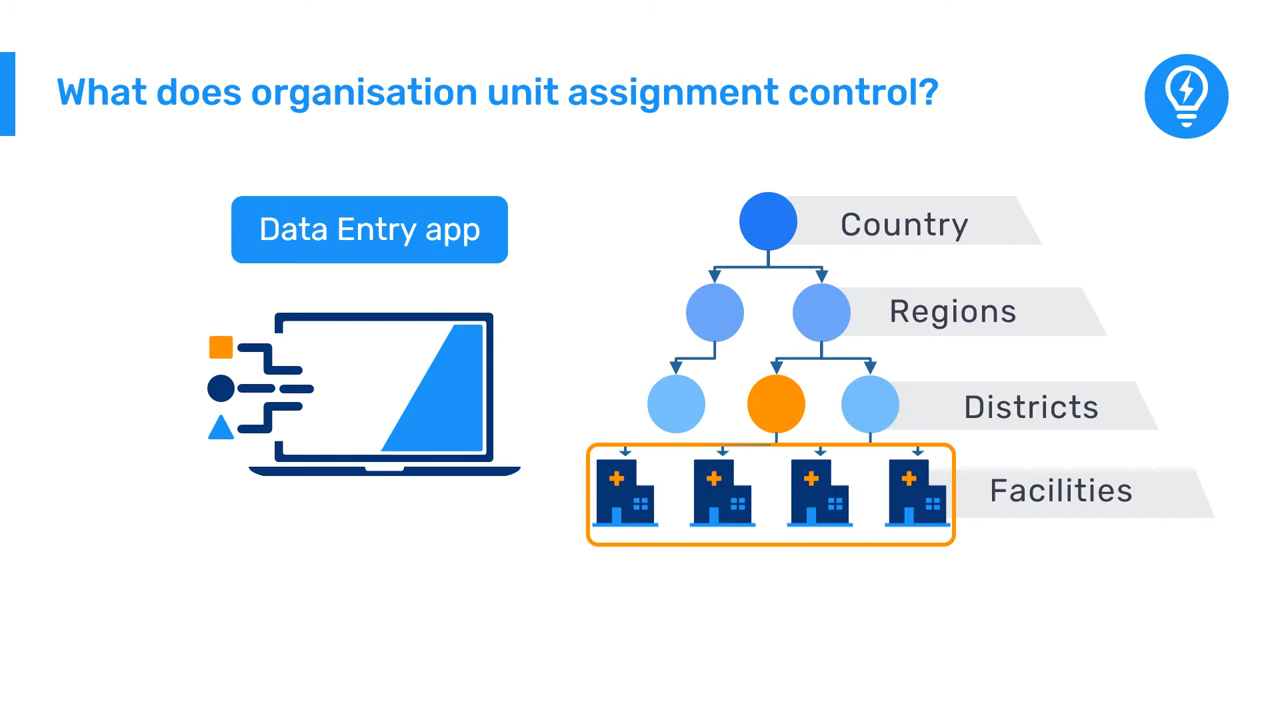 What does organisation unit assignment control?
Data Entry app
Country
Regions
Districts
Facilities